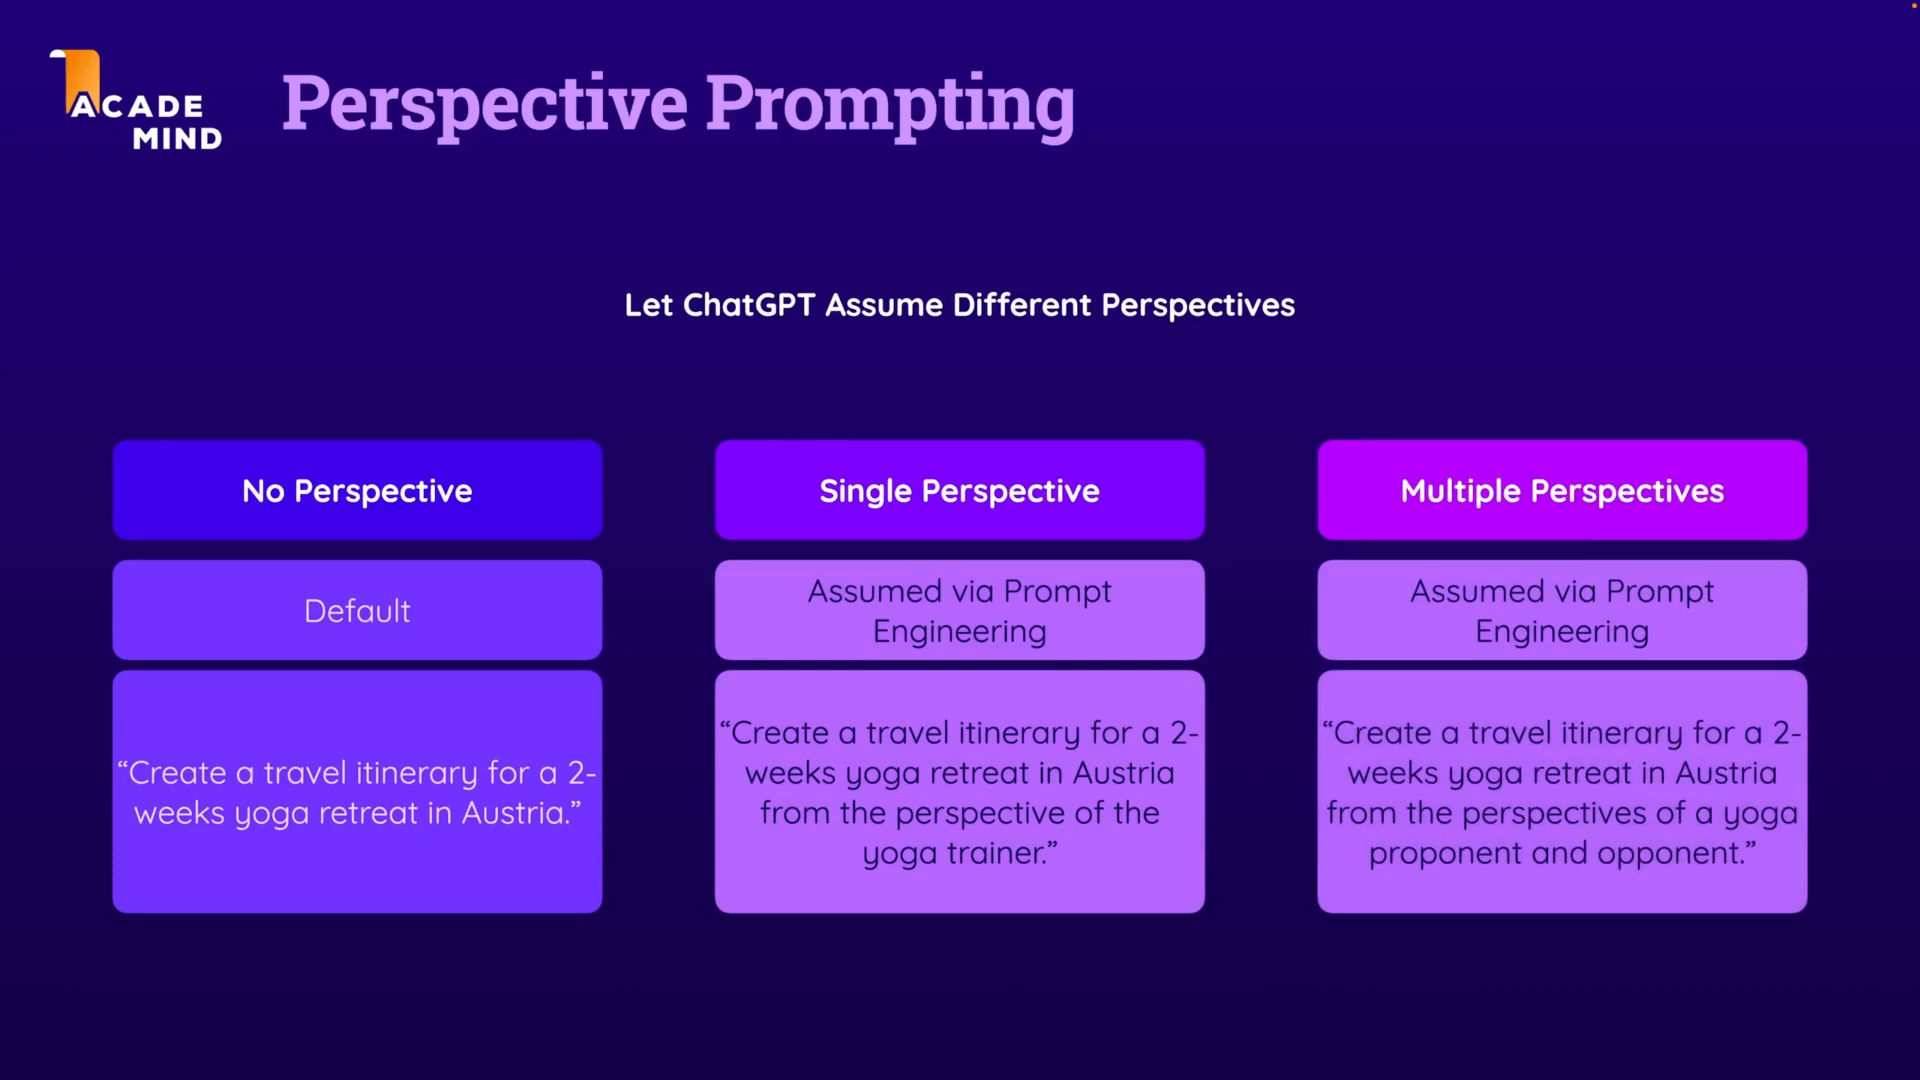 ACADE
MIND
Perspective Prompting
Let ChatGPT Assume Different Perspectives
No Perspective
Default
“Create a travel itinerary for a 2-
weeks yoga retreat in Austria.”
Single Perspective
Assumed via Prompt
Engineering
“Create a travel itinerary for a 2-
weeks yoga retreat in Austria
from the perspective of the
yoga trainer.”
Multiple Perspectives
Assumed via Prompt
Engineering
“Create a travel itinerary for a 2-
weeks yoga retreat in Austria
from the perspectives of a yoga
proponent and opponent.”